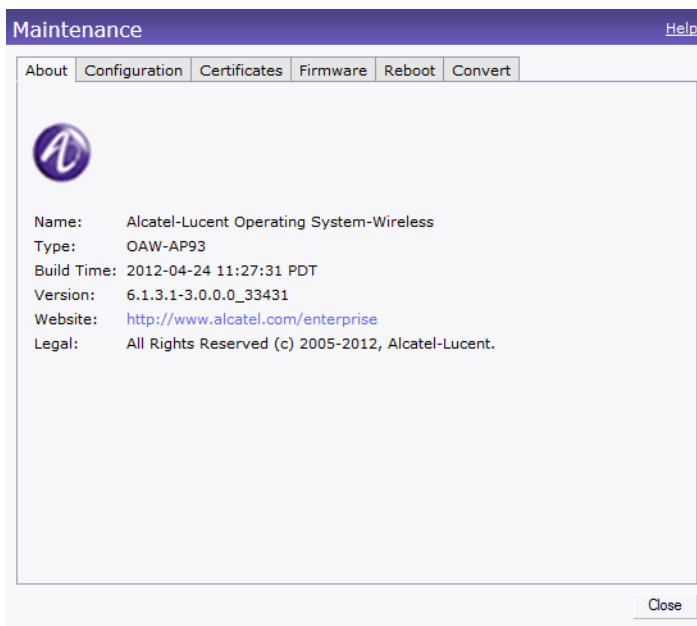 Maintenance Help
About Configuration Certificates Firmware Reboot Convert
Name: Alcatel-Lucent Operating System-Wireless
Type: OAW-AP93
Build Time: 2012-04-24 11:27:31 PDT
Version: 6.1.3.1-3.0.0.0_33431
Website: http://www.alcatel.com/enterprise
Legal: All Rights Reserved (c) 2005-2012, Alcatel-Lucent.
Close